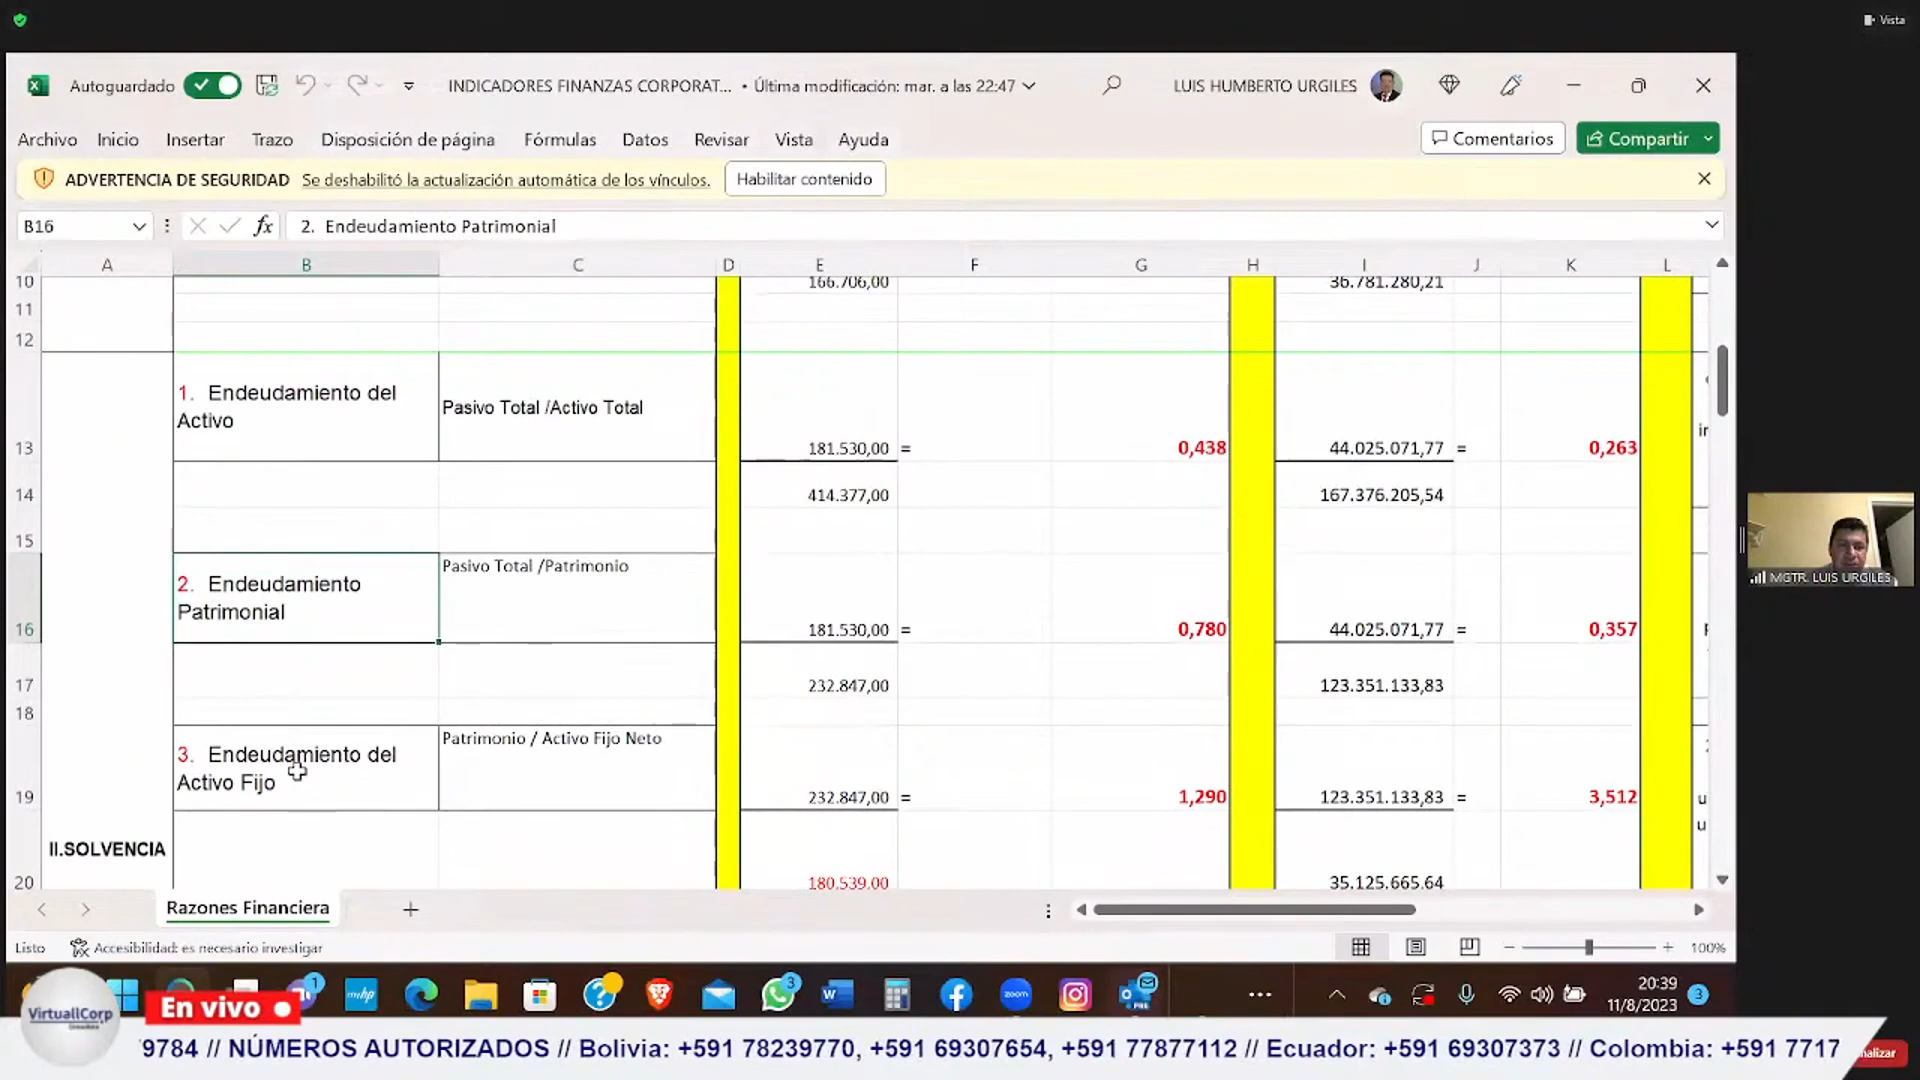 Vista
Autoguardado
INDICADORES FINANZAS CORPORAT... • Última modificación: mar. a las 22:47
LUIS HUMBERTO URGILES
Archivo Inicio Insertar Trazo Disposición de página Fórmulas Datos Revisar Vista Ayuda
Comentarios Compartir
ADVERTENCIA DE SEGURIDAD Se deshabilitó la actualización automática de los vínculos. Habilitar contenido
B16 fx 2. Endeudamiento Patrimonial
A B C D E F G H I J K L
10 166.706,00 36.781.280,21
11
12
1. Endeudamiento del
Activo
Pasivo Total /Activo Total
13 181.530,00 = 0,438 44.025.071,77 = 0,263
14 414.377,00 167.376.205,54
15
2. Endeudamiento
Patrimonial
Pasivo Total /Patrimonio
16 181.530,00 = 0,780 44.025.071,77 = 0,357
17 232.847,00 123.351.133,83
18
3. Endeudamiento del
Activo Fijo
Patrimonio / Activo Fijo Neto
19 232.847,00 = 1,290 123.351.133,83 = 3,512
II.SOLVENCIA
20 180.539,00 35.125.665,64
MGTR. LUIS URGILES
Razones Financiera
Listo Accesibilidad: es necesario investigar 100%
20:39
11/8/2023
VirtuallCorp
En vivo
9784 // NÚMEROS AUTORIZADOS // Bolivia: +591 78239770, +591 69307654, +591 77877112 // Ecuador: +591 69307373 // Colombia: +591 7717